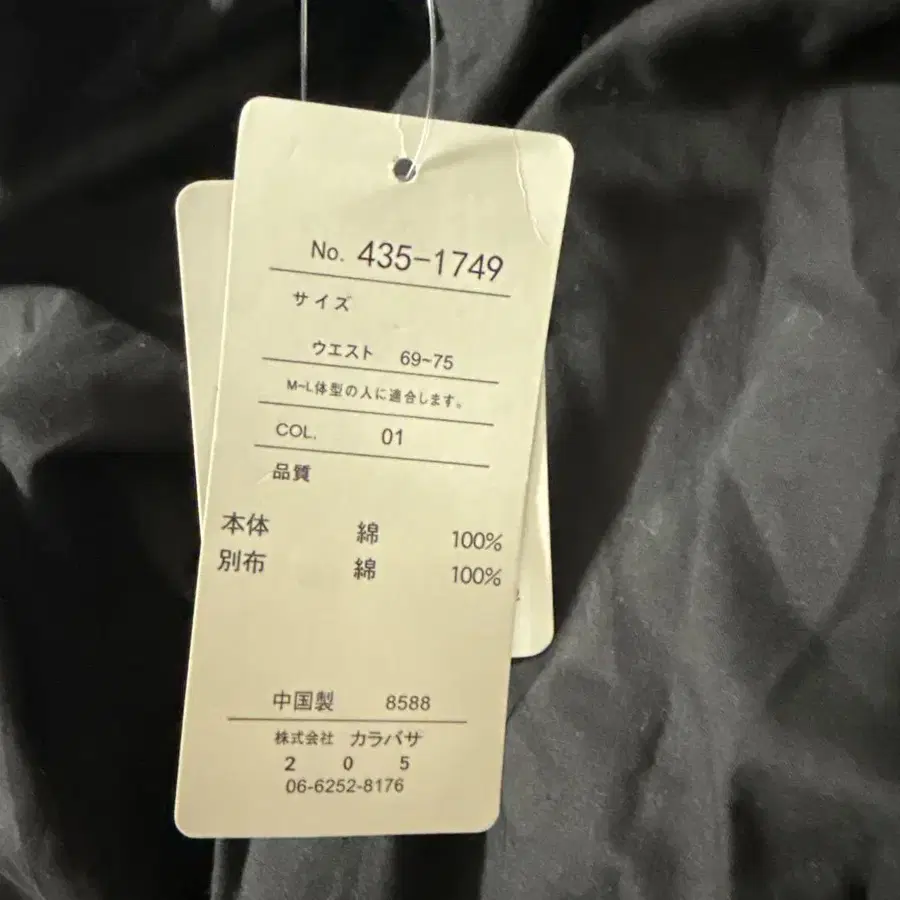 No. 435-1749
サイズ
ウエスト 69~75
M~L体型の人に適合します。
COL. 01
品質
本体 綿 100%
別布 綿 100%
中国製 8588
株式会社 カラバサ
2 0 5
06-6252-8176